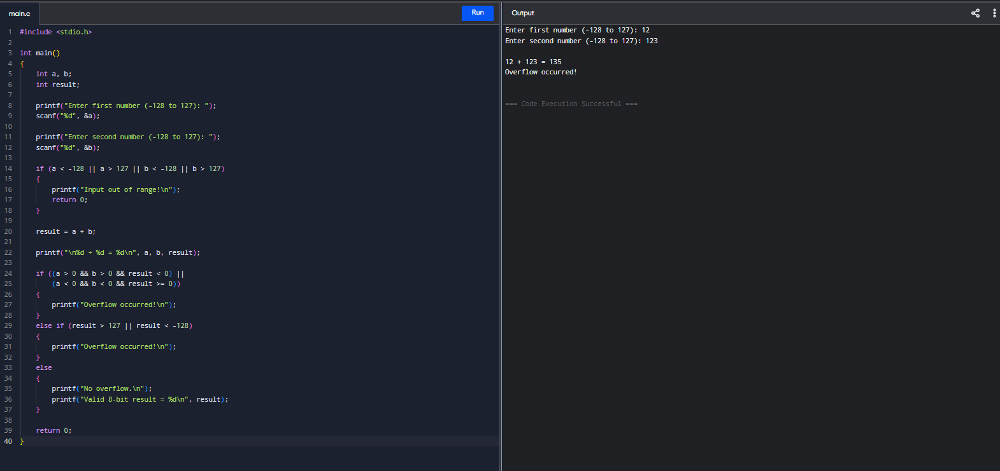 main.c
Run
1 #include <stdio.h>
2
3 int main()
4 {
5     int a, b;
6     int result;
7
8     printf("Enter first number (-128 to 127): ");
9     scanf("%d", &a);
10
11     printf("Enter second number (-128 to 127): ");
12     scanf("%d", &b);
13
14     if (a < -128 || a > 127 || b < -128 || b > 127)
15     {
16         printf("Input out of range!\n");
17         return 0;
18     }
19
20     result = a + b;
21
22     printf("\n%d + %d = %d\n", a, b, result);
23
24     if ((a > 0 && b > 0 && result < 0) ||
25         (a < 0 && b < 0 && result >= 0))
26     {
27         printf("Overflow occurred!\n");
28     }
29     else if (result > 127 || result < -128)
30     {
31         printf("Overflow occurred!\n");
32     }
33     else
34     {
35         printf("No overflow.\n");
36         printf("Valid 8-bit result = %d\n", result);
37     }
38
39     return 0;
40 }
Output
Enter first number (-128 to 127): 12
Enter second number (-128 to 127): 123

12 + 123 = 135
Overflow occurred!

=== Code Execution Successful ===